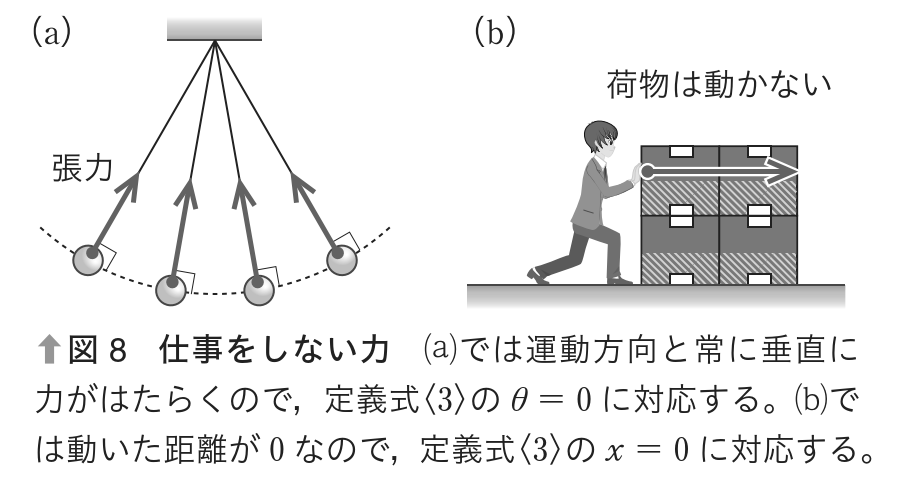 (a)
(b)
荷物は動かない
張力
図 8 仕事をしない力 (a)では運動方向と常に垂直に
力がはたらくので，定義式〈3〉の θ = 0 に対応する。(b)で
は動いた距離が 0 なので，定義式〈3〉の x = 0 に対応する。